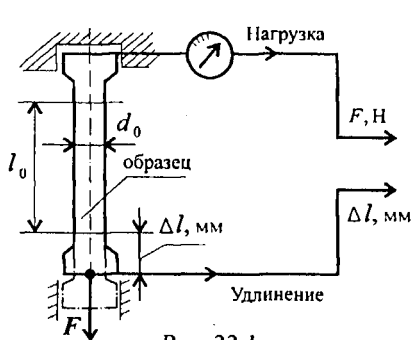 Нагрузка
F, Н
d₀
l₀
образец
Δl, мм
Δl, мм
Удлинение
F